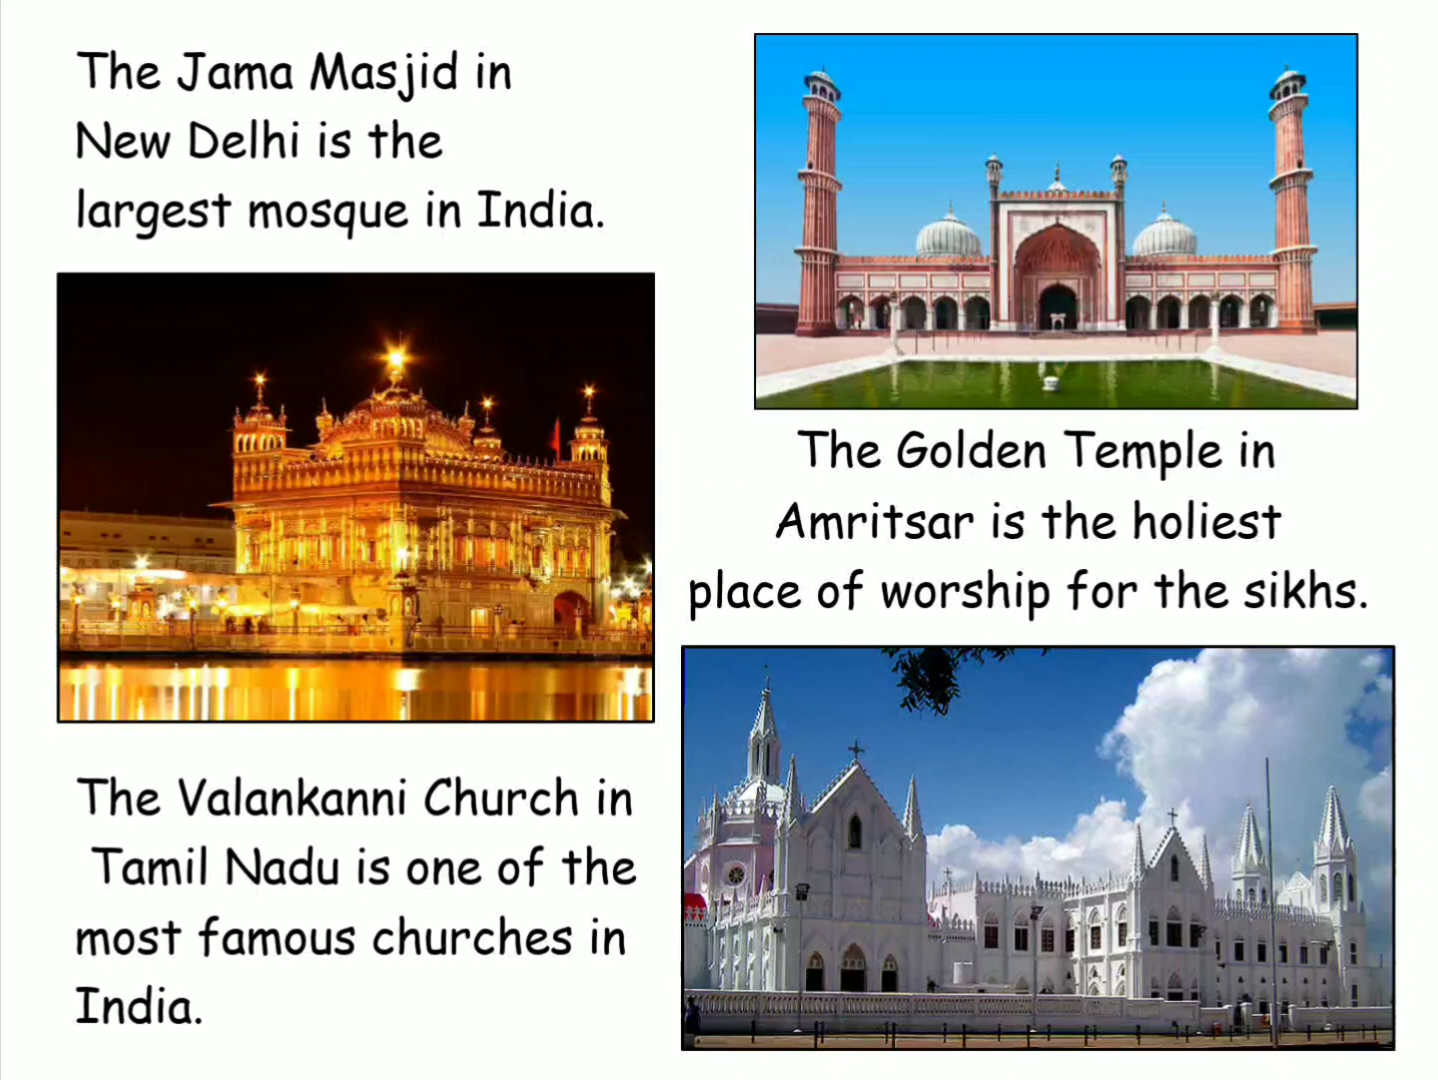 The Jama Masjid in
New Delhi is the
largest mosque in India.
The Golden Temple in
Amritsar is the holiest
place of worship for the sikhs.
The Valankanni Church in
Tamil Nadu is one of the
most famous churches in
India.